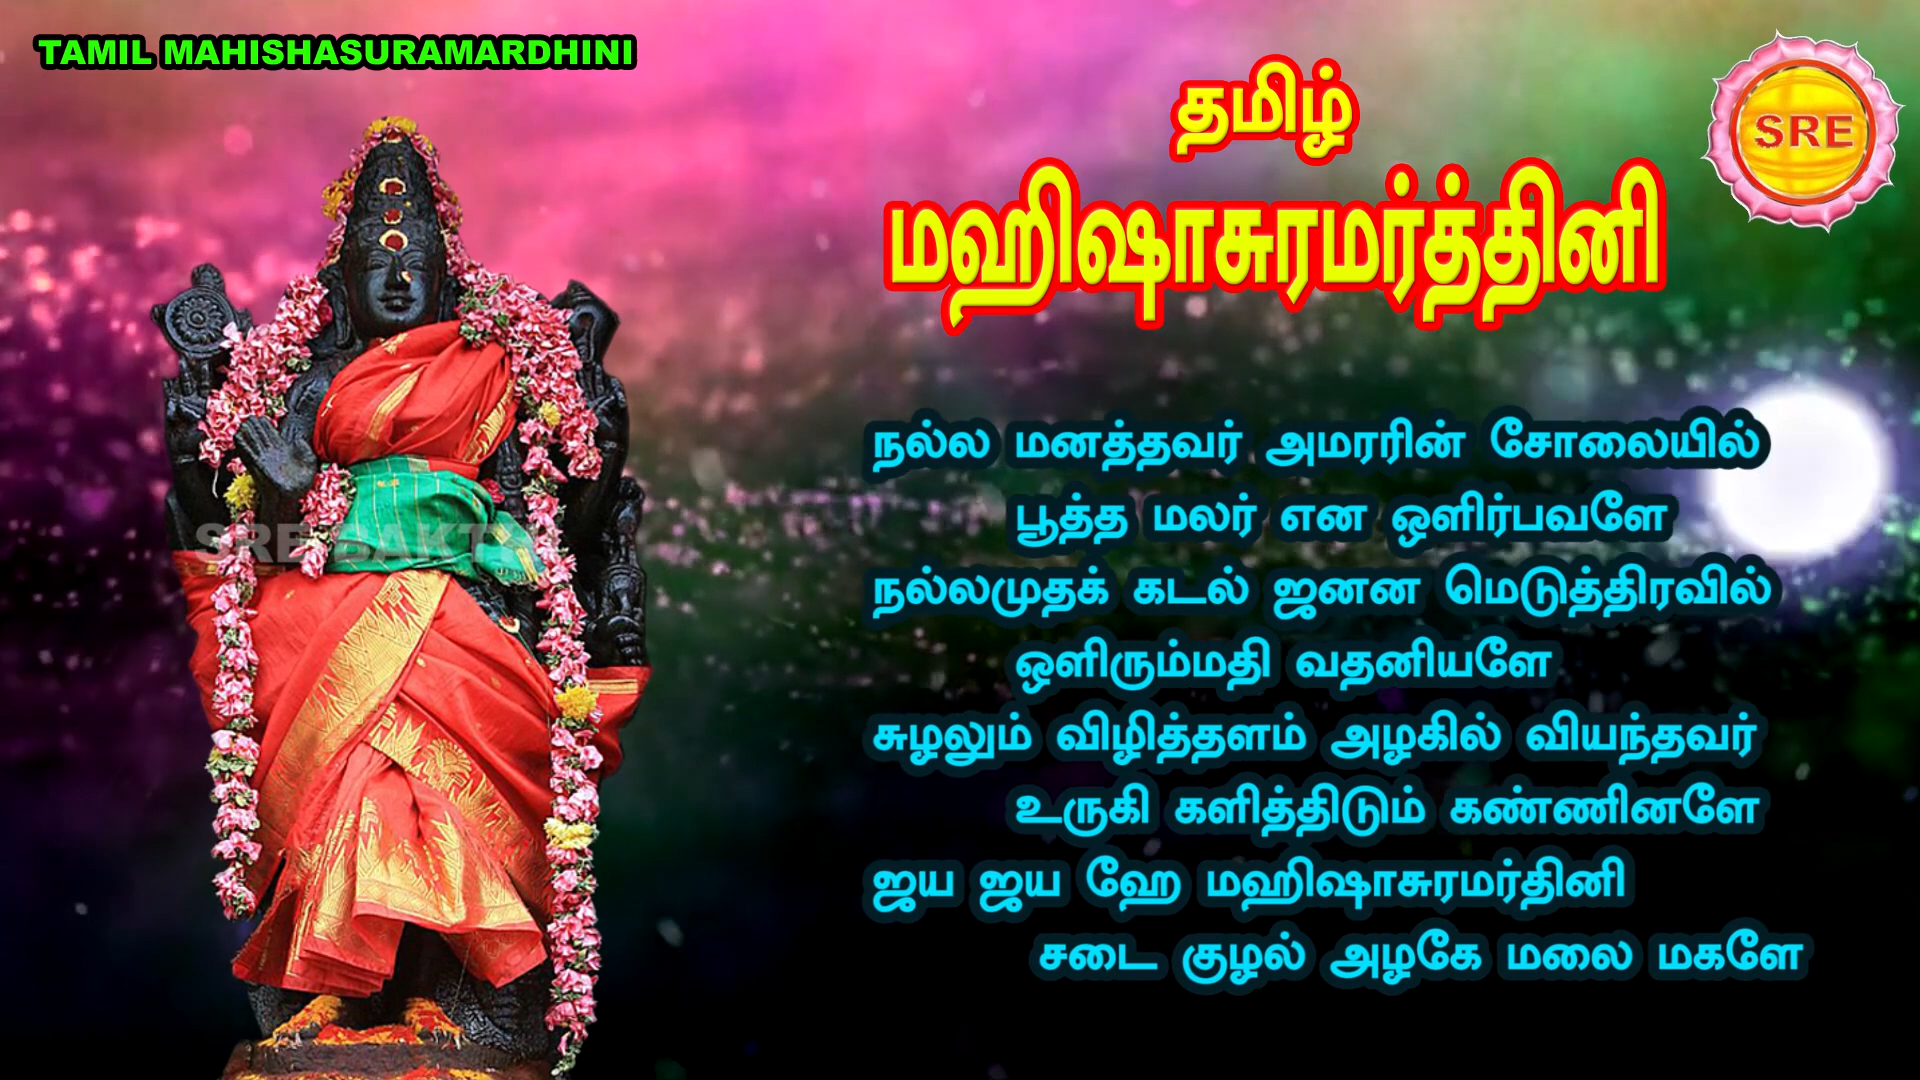 TAMIL MAHISHASURAMARDHINI
தமிழ்
SRE
மஹிஷாசுரமர்த்தினி
நல்ல மனத்தவர் அமரரின் சோலையில்
பூத்த மலர் என ஒளிர்பவளே
SRE BAKTHI
நல்லமுதக் கடல் ஜனன மெடுத்திரவில்
ஒளிரும்மதி வதனியளே
சுழலும் விழித்தளம் அழகில் வியந்தவர்
உருகி களித்திடும் கண்ணினளே
ஜய ஜய ஹே மஹிஷாசுரமர்தினி
சடை குழல் அழகே மலை மகளே